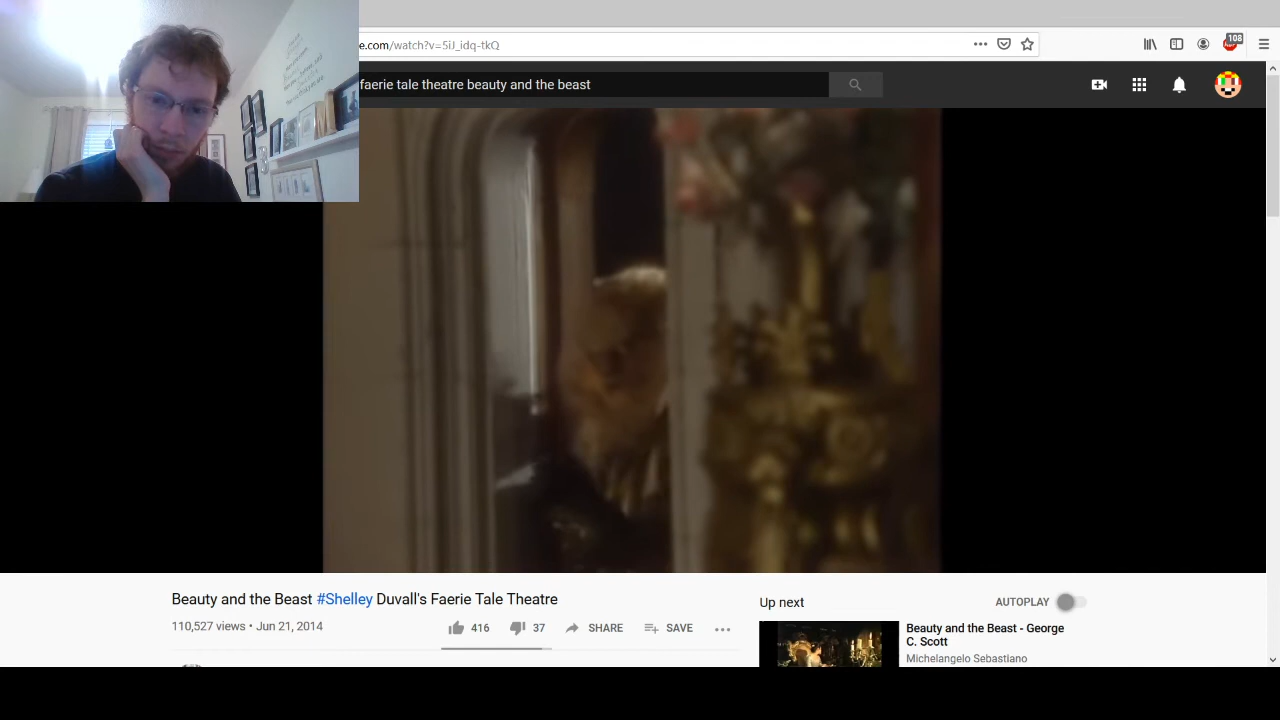 e.com/watch?v=5iJ_idq-tkQ
108
faerie tale theatre beauty and the beast
Beauty and the Beast #Shelley Duvall's Faerie Tale Theatre
110,527 views • Jun 21, 2014
416
37
SHARE
SAVE
Up next
AUTOPLAY
Beauty and the Beast - George
C. Scott
Michelangelo Sebastiano